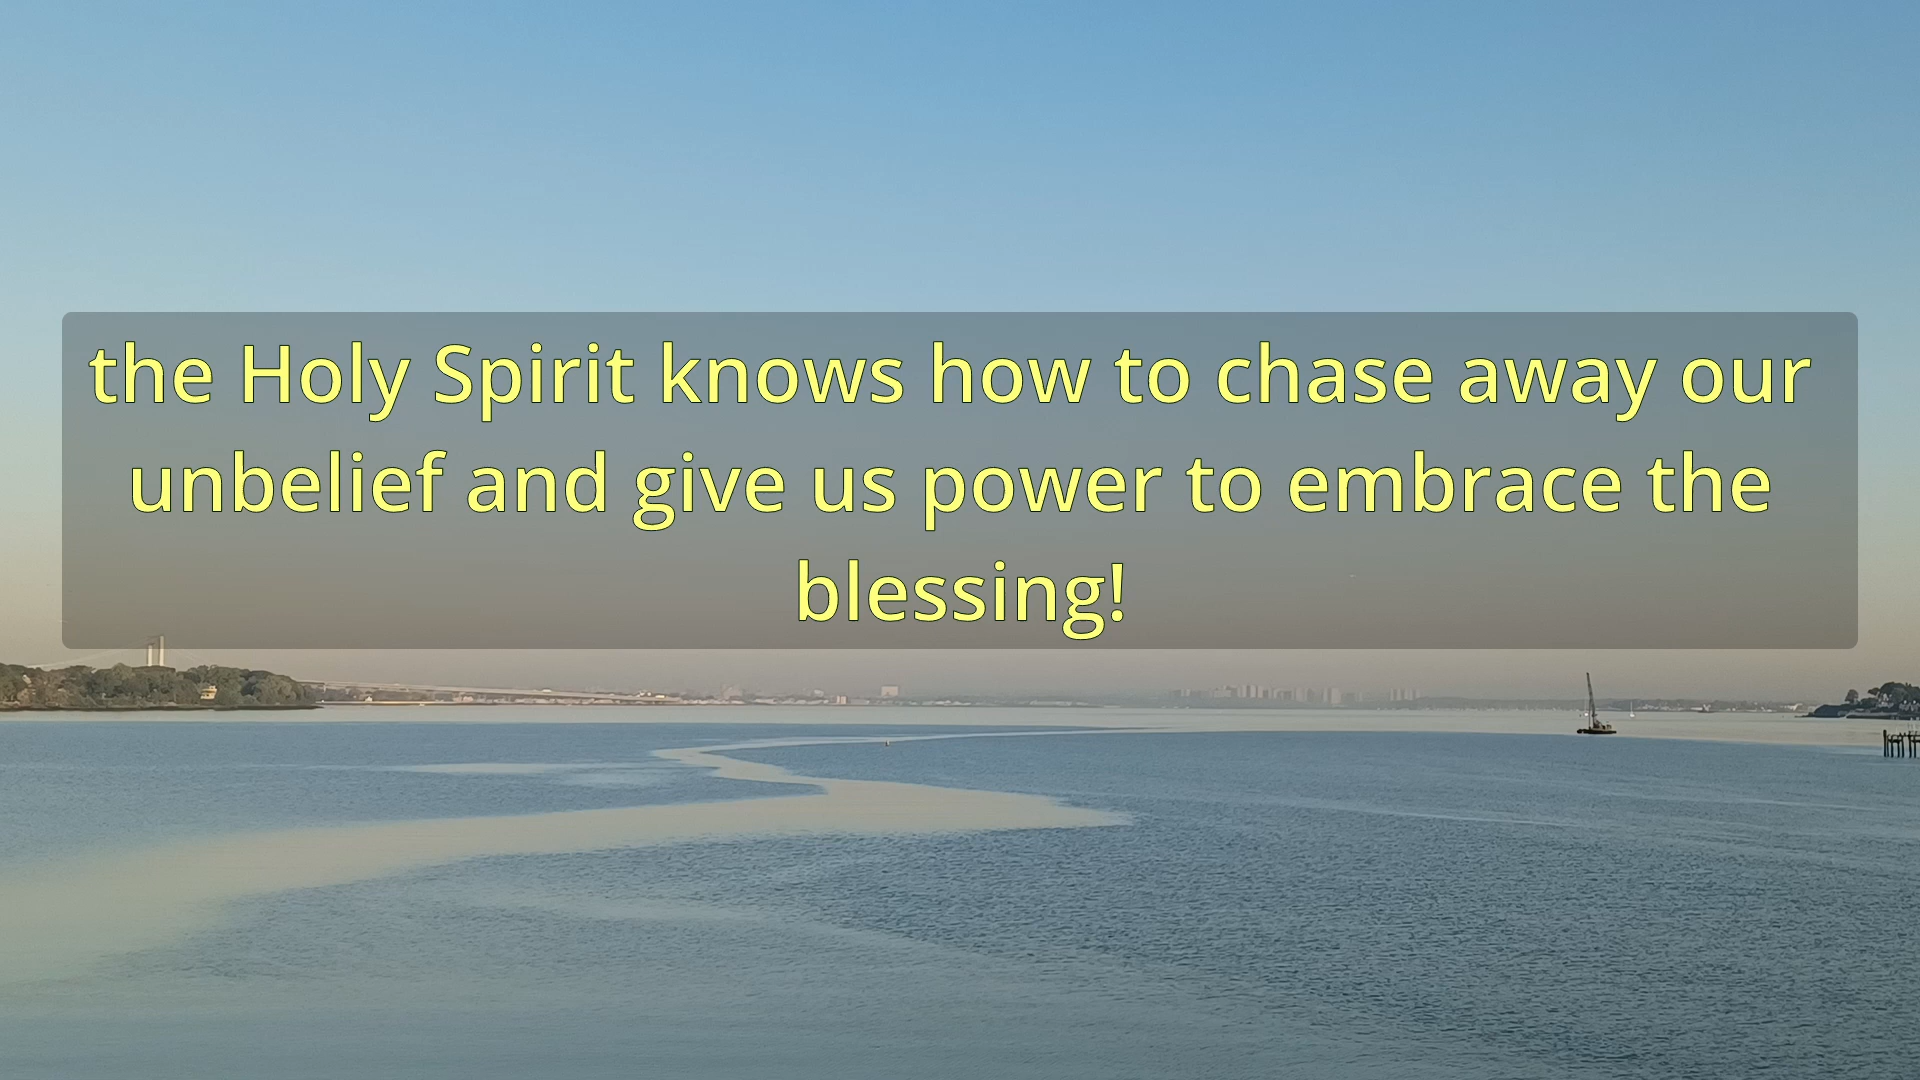 the Holy Spirit knows how to chase away our
unbelief and give us power to embrace the
blessing!